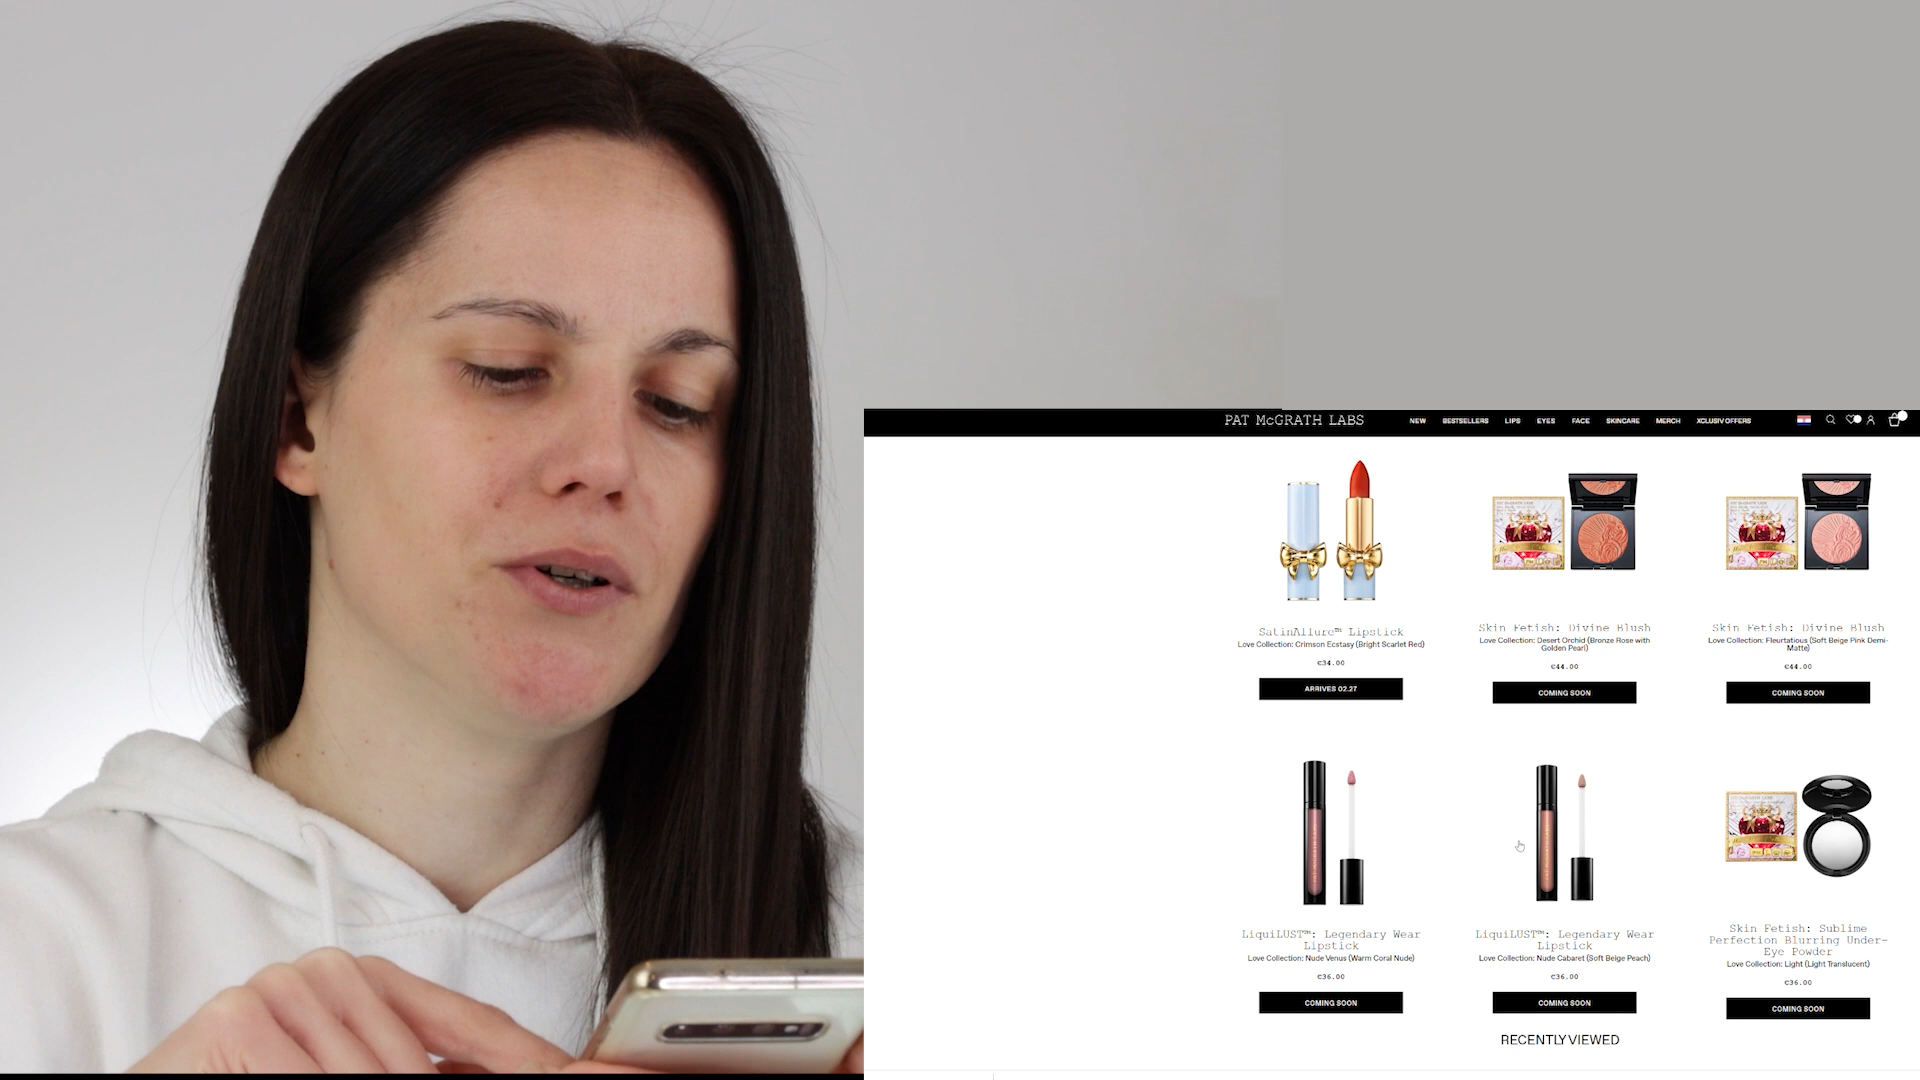 PAT McGRATH LABS
NEW BESTSELLERS LIPS EYES FACE SKINCARE MERCH XCLUSIV OFFERS
SatinAllure™ Lipstick
Love Collection: Crimson Ecstasy (Bright Scarlet Red)
€34.00
ARRIVES 02.27
Skin Fetish: Divine Blush
Love Collection: Desert Orchid (Bronze Rose with
Golden Pearl)
€44.00
COMING SOON
Skin Fetish: Divine Blush
Love Collection: Fleurtatious (Soft Beige Pink Demi-
Matte)
€44.00
COMING SOON
LiquiLUST™: Legendary Wear
Lipstick
Love Collection: Nude Venus (Warm Coral Nude)
€36.00
COMING SOON
LiquiLUST™: Legendary Wear
Lipstick
Love Collection: Nude Cabaret (Soft Beige Peach)
€36.00
COMING SOON
Skin Fetish: Sublime
Perfection Blurring Under-
Eye Powder
Love Collection: Light (Light Translucent)
€36.00
COMING SOON
RECENTLY VIEWED